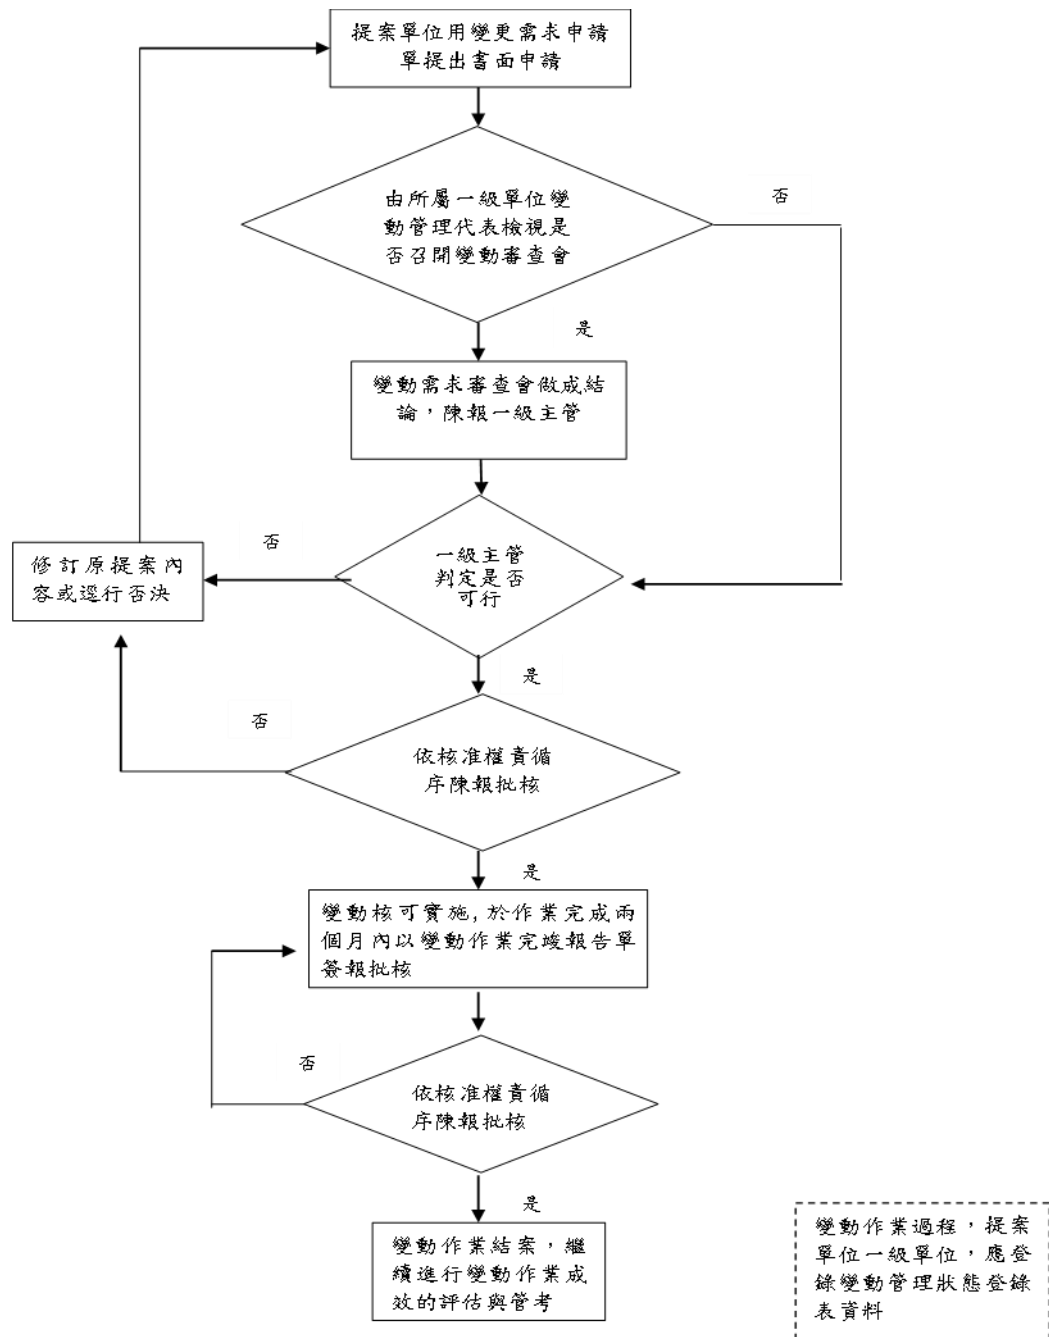 提案單位用變更需求申請
單提出書面申請
由所屬一級單位變
動管理代表檢視是
否召開變動審查會
否
是
變動需求審查會做成結
論，陳報一級主管
一級主管
判定是否
可行
否
修訂原提案內
容或逕行否決
是
依核准權責循
序陳報批核
否
是
變動核可實施,於作業完成兩
個月內以變動作業完竣報告單
簽報批核
依核准權責循
序陳報批核
否
是
變動作業結案，繼
續進行變動作業成
效的評估與管考
變動作業過程，提案
單位一級單位，應登
錄變動管理狀態登錄
表資料